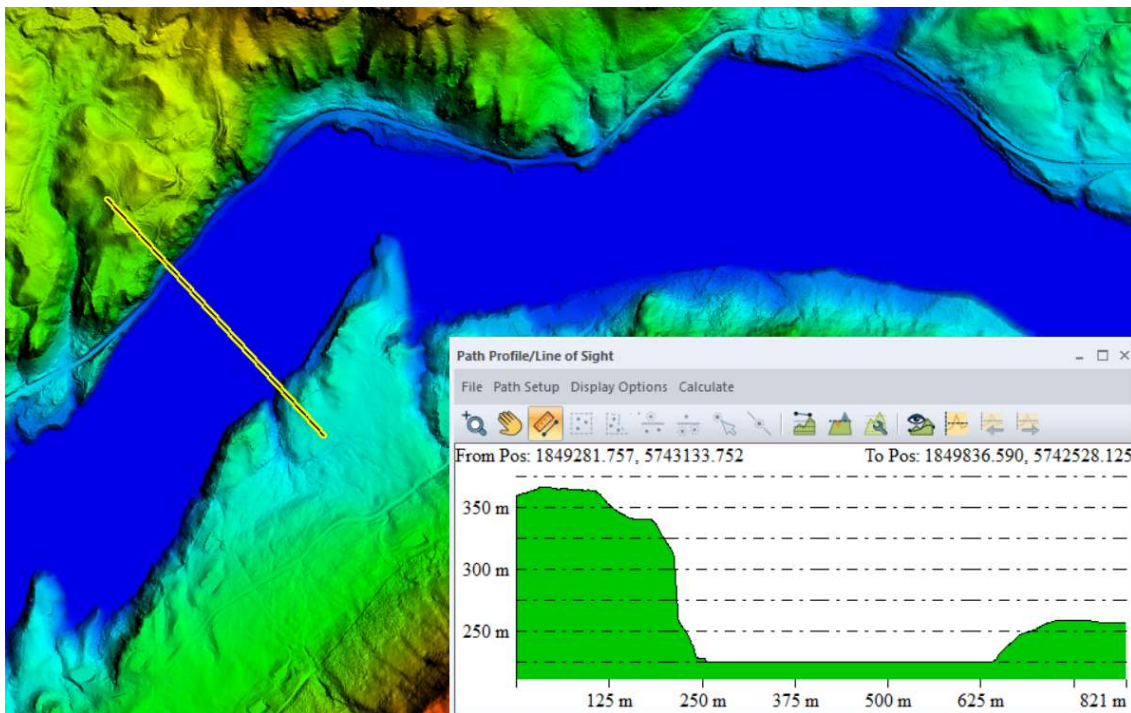 Path Profile/Line of Sight
File Path Setup Display Options Calculate
From Pos: 1849281.757, 5743133.752 To Pos: 1849836.590, 5742528.125
350 m
300 m
250 m
125 m 250 m 375 m 500 m 625 m 821 m